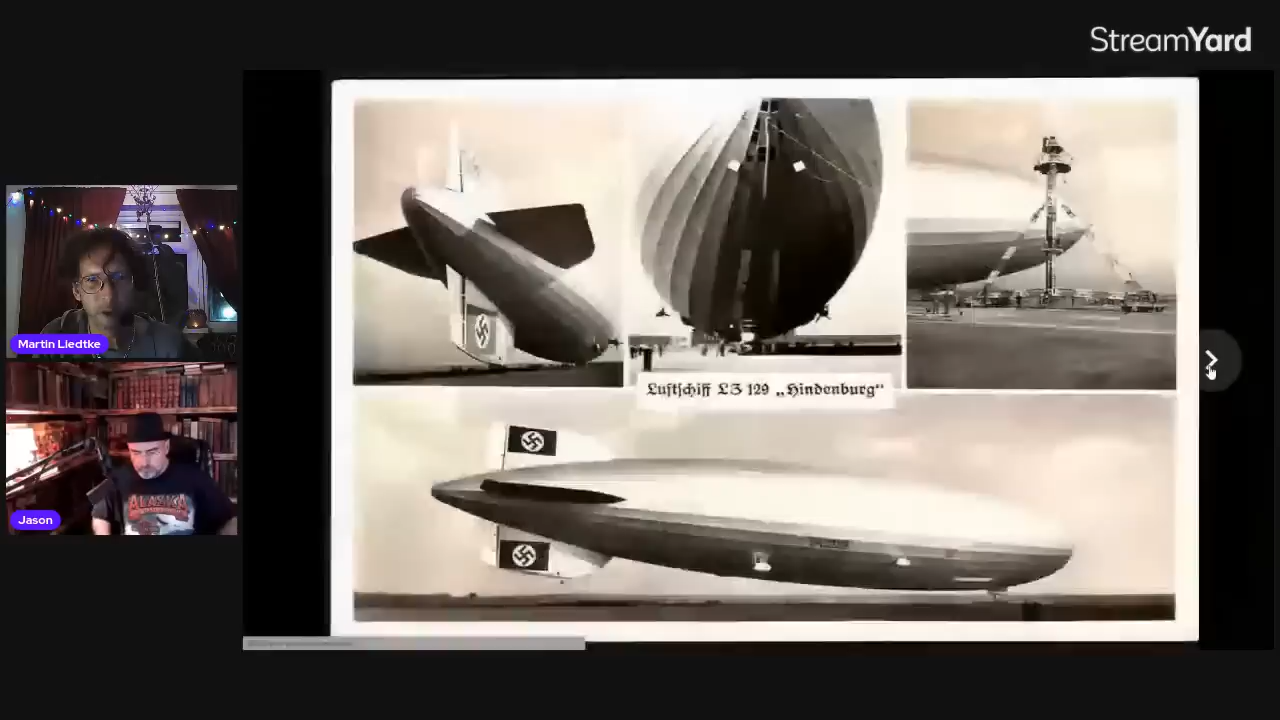 StreamYard
Luftschiff LZ 129 „Hindenburg“
Martin Liedtke
ALASKA
Jason